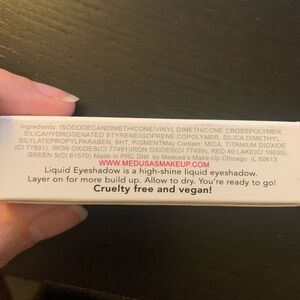 Ingredients: ISODODECANDIMETHICONE/VINYL DIMETHICONE CROSSPOLYMER,
SILICAHYDROGENATED STYRENE/ISOPRENE COPOLYMER, SILICA DIMETHYL
SILYLATEPROPYLPARABEN, BHT, PIGMENTMay Contain: MICA, TITANIUM DIOXIDE
(CI 77891), IRON OXIDES(CI 77491)IRON OXIDES(CI 77499), RED 40 LAKE(CI 16035),
GREEN 5(CI 61570) Made in PRC Dist. by Medusa's Make-Up Chicago IL 60613
WWW.MEDUSASMAKEUP.COM
Liquid Eyeshadow is a high-shine liquid eyeshadow.
Layer on for more build up. Allow to dry. You're ready to go!
Cruelty free and vegan!